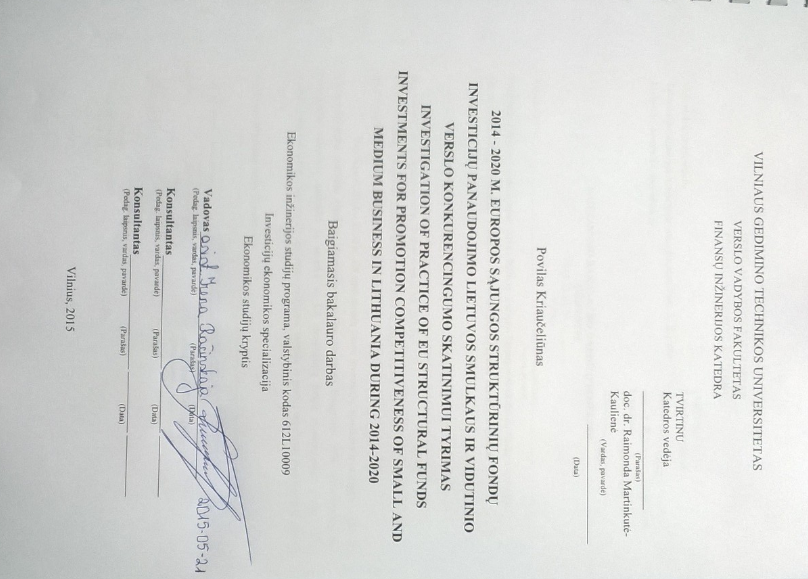 VILNIAUS GEDIMINO TECHNIKOS UNIVERSITETAS
VERSLO VADYBOS FAKULTETAS
FINANSŲ INŽINERIJOS KATEDRA
TVIRTINU
Katedros vedėja
(Parašas)
doc. dr. Raimonda Martinkutė-
Kaulienė
(Vardas, pavardė)
(Data)
Povilas Kriaučeliūnas
2014 - 2020 M. EUROPOS SĄJUNGOS STRUKTŪRINIŲ FONDŲ
INVESTICIJŲ PANAUDOJIMO LIETUVOS SMULKAUS IR VIDUTINIO
VERSLO KONKURENCINGUMO SKATINIMUI TYRIMAS
INVESTIGATION OF PRACTICE OF EU STRUCTURAL FUNDS
INVESTMENTS FOR PROMOTION COMPETITIVENESS OF SMALL AND
MEDIUM BUSINESS IN LITHUANIA DURING 2014-2020
Baigiamasis bakalauro darbas
Ekonomikos inžinerijos studijų programa, valstybinis kodas 612L10009
Investicijų ekonomikos specializacija
Ekonomikos studijų kryptis
Vadovas Irena 2015-05-21
(Pedag. laipsnis, vardas, pavardė) (Parašas) (Data)
Konsultantas
(Pedag. laipsnis, vardas, pavardė) (Parašas) (Data)
Konsultantas
(Pedag. laipsnis, vardas, pavardė) (Parašas) (Data)
Vilnius, 2015